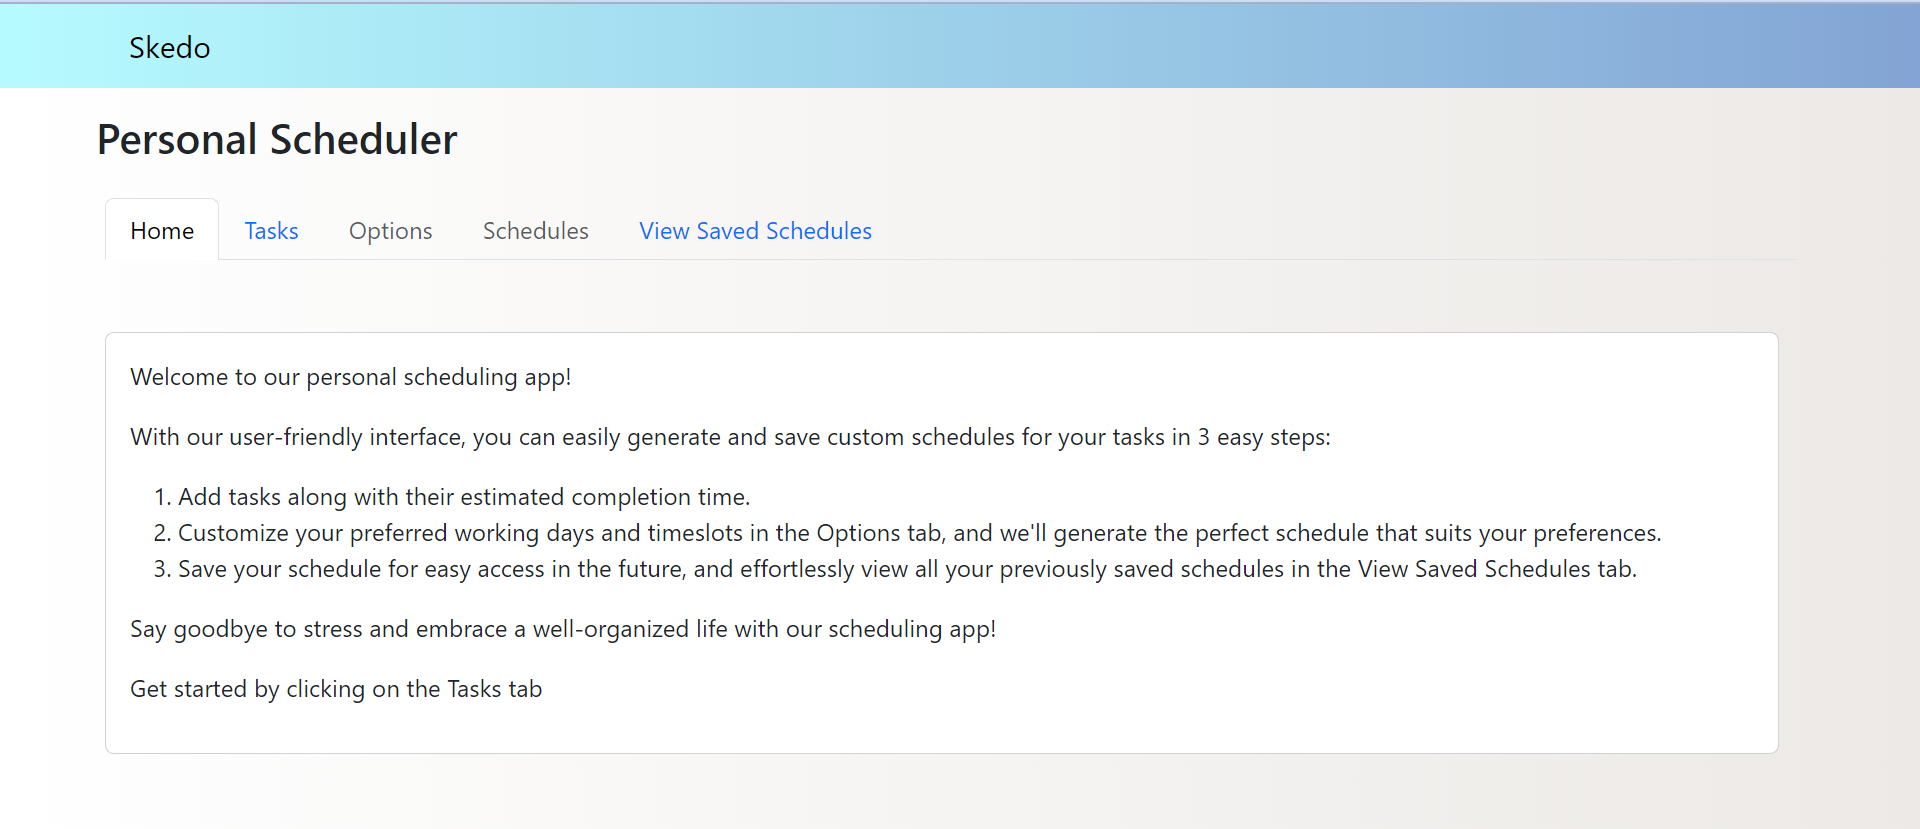 Skedo
Personal Scheduler
Home Tasks Options Schedules View Saved Schedules
Welcome to our personal scheduling app!
With our user-friendly interface, you can easily generate and save custom schedules for your tasks in 3 easy steps:
1. Add tasks along with their estimated completion time.
2. Customize your preferred working days and timeslots in the Options tab, and we'll generate the perfect schedule that suits your preferences.
3. Save your schedule for easy access in the future, and effortlessly view all your previously saved schedules in the View Saved Schedules tab.
Say goodbye to stress and embrace a well-organized life with our scheduling app!
Get started by clicking on the Tasks tab